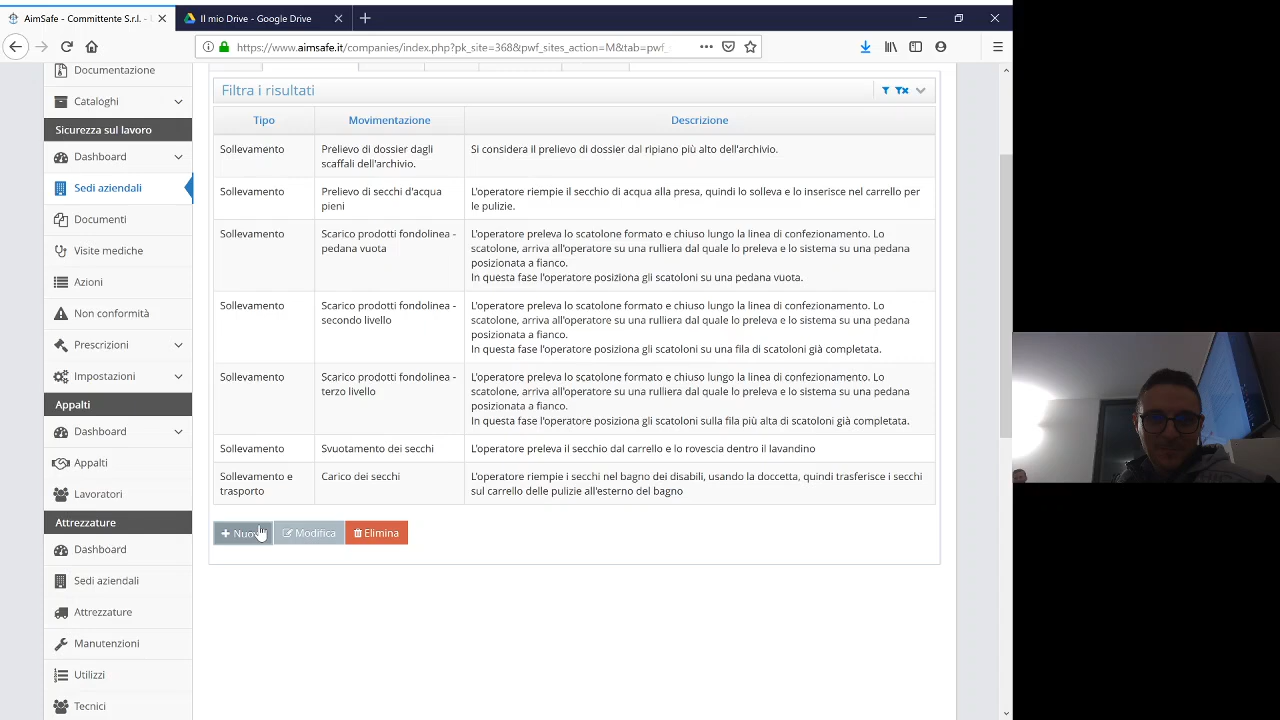 AimSafe - Committente S.r.l. -
Il mio Drive - Google Drive
https://www.aimsafe.it/companies/index.php?pk_site=368&pwf_sites_action=M&tab=pwf_
Documentazione
Cataloghi
Sicurezza sul lavoro
Dashboard
Sedi aziendali
Documenti
Visite mediche
Azioni
Non conformità
Prescrizioni
Impostazioni
Appalti
Dashboard
Appalti
Lavoratori
Attrezzature
Dashboard
Sedi aziendali
Attrezzature
Manutenzioni
Utilizzi
Tecnici
Filtra i risultati
Tipo
Movimentazione
Descrizione
Sollevamento
Prelievo di dossier dagli
scaffali dell'archivio.
Si considera il prelievo di dossier dal ripiano più alto dell'archivio.
Sollevamento
Prelievo di secchi d'acqua
pieni
L'operatore riempie il secchio di acqua alla presa, quindi lo solleva e lo inserisce nel carrello per
le pulizie.
Sollevamento
Scarico prodotti fondolinea -
pedana vuota
L'operatore preleva lo scatolone formato e chiuso lungo la linea di confezionamento. Lo
scatolone, arriva all'operatore su una rulliera dal quale lo preleva e lo sistema su una pedana
posizionata a fianco.
In questa fase l'operatore posiziona gli scatoloni su una pedana vuota.
Sollevamento
Scarico prodotti fondolinea -
secondo livello
L'operatore preleva lo scatolone formato e chiuso lungo la linea di confezionamento. Lo
scatolone, arriva all'operatore su una rulliera dal quale lo preleva e lo sistema su una pedana
posizionata a fianco.
In questa fase l'operatore posiziona gli scatoloni su una fila di scatoloni già completata.
Sollevamento
Scarico prodotti fondolinea -
terzo livello
L'operatore preleva lo scatolone formato e chiuso lungo la linea di confezionamento. Lo
scatolone, arriva all'operatore su una rulliera dal quale lo preleva e lo sistema su una pedana
posizionata a fianco.
In questa fase l'operatore posiziona gli scatoloni sulla fila più alta di scatoloni già completata.
Sollevamento
Svuotamento dei secchi
L'operatore preleva il secchio dal carrello e lo rovescia dentro il lavandino
Sollevamento e
trasporto
Carico dei secchi
L'operatore riempie i secchi nel bagno dei disabili, usando la doccetta, quindi trasferisce i secchi
sul carrello delle pulizie all'esterno del bagno
Modifica
Elimina